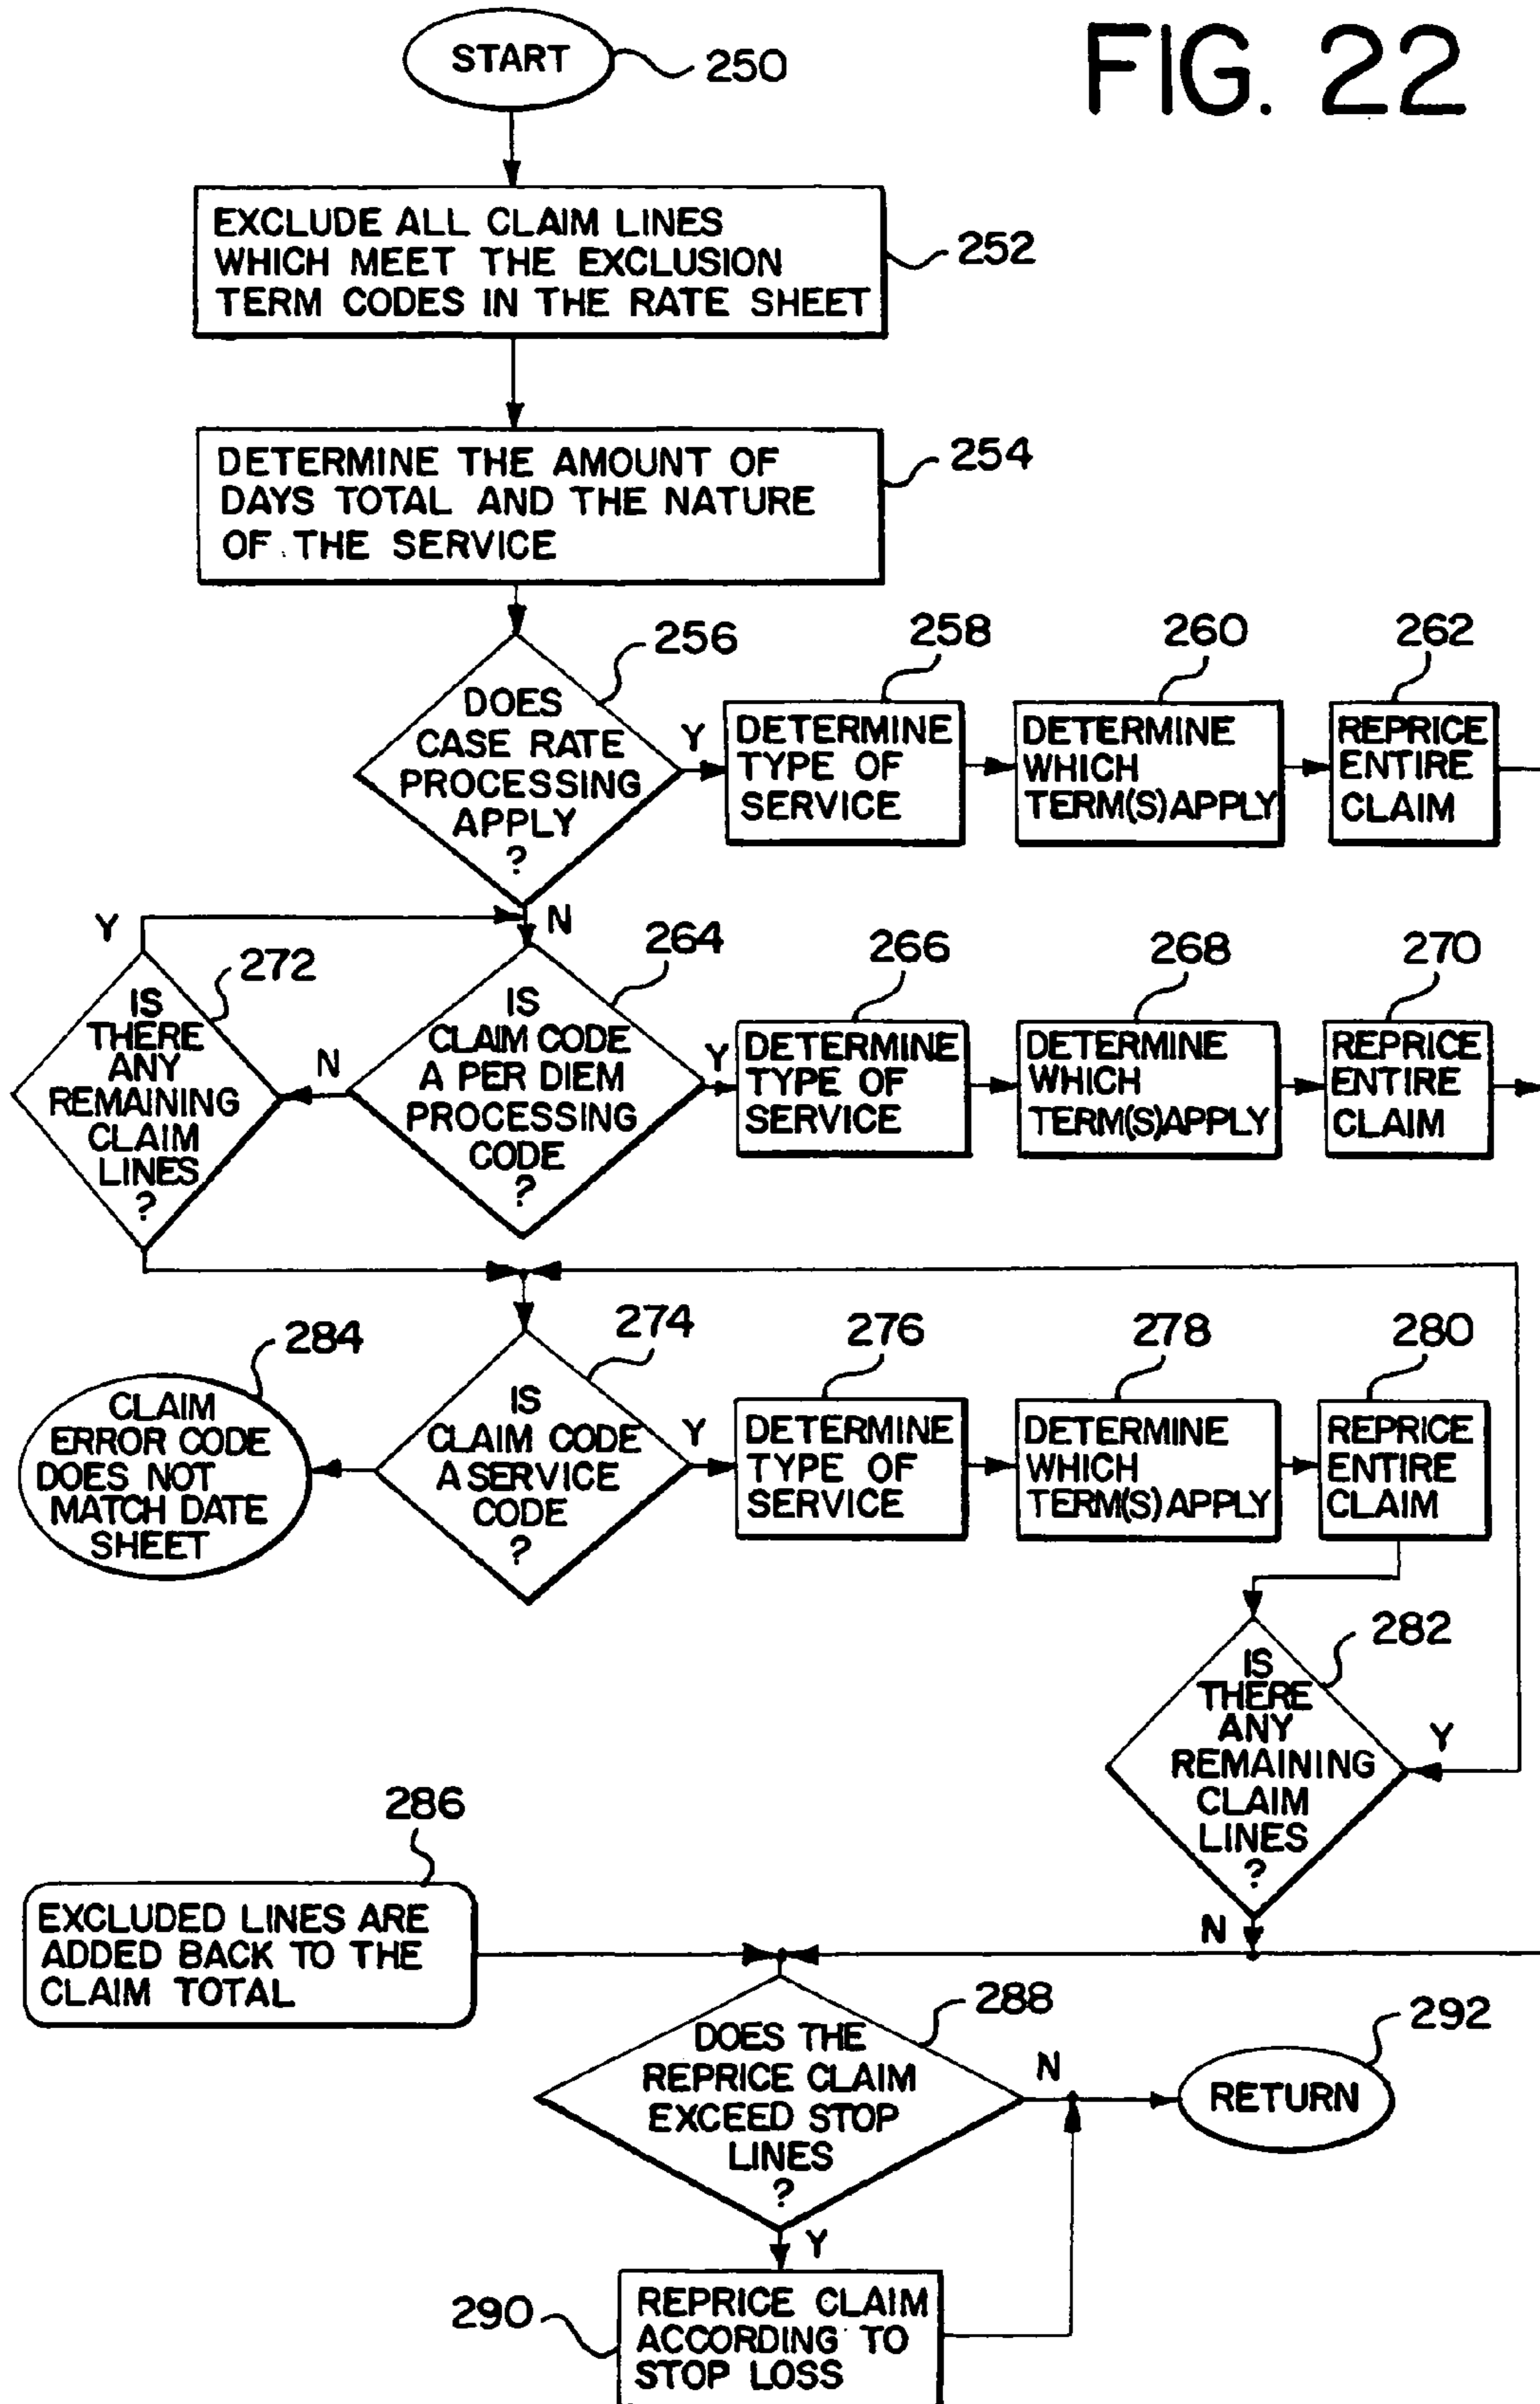 FIG. 22
START
250
EXCLUDE ALL CLAIM LINES
WHICH MEET THE EXCLUSION
TERM CODES IN THE RATE SHEET
252
DETERMINE THE AMOUNT OF
DAYS TOTAL AND THE NATURE
OF THE SERVICE
254
DOES
CASE RATE
PROCESSING
APPLY
?
256
Y
N
DETERMINE
TYPE OF
SERVICE
258
DETERMINE
WHICH
TERM(S) APPLY
260
REPRICE
ENTIRE
CLAIM
262
Y
IS
THERE
ANY
REMAINING
CLAIM
LINES
?
272
N
IS
CLAIM CODE
A PER DIEM
PROCESSING
CODE
?
264
Y
DETERMINE
TYPE OF
SERVICE
266
DETERMINE
WHICH
TERM(S) APPLY
268
REPRICE
ENTIRE
CLAIM
270
CLAIM
ERROR CODE
DOES NOT
MATCH DATE
SHEET
284
IS
CLAIM CODE
A SERVICE
CODE
?
274
Y
DETERMINE
TYPE OF
SERVICE
276
DETERMINE
WHICH
TERM(S) APPLY
278
REPRICE
ENTIRE
CLAIM
280
IS
THERE
ANY
REMAINING
CLAIM
LINES
?
282
Y
N
286
EXCLUDED LINES ARE
ADDED BACK TO THE
CLAIM TOTAL
DOES THE
REPRICE CLAIM
EXCEED STOP
LINES
?
288
N
RETURN
292
Y
290
REPRICE CLAIM
ACCORDING TO
STOP LOSS